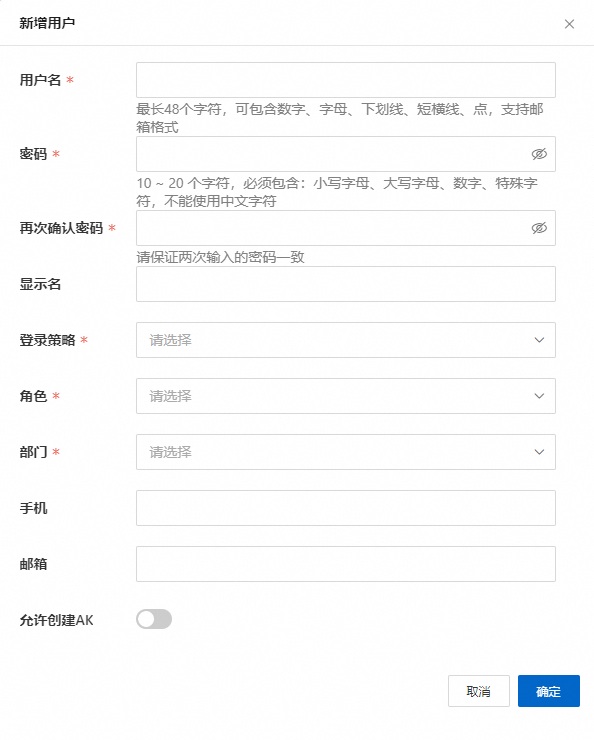 新增用户
用户名 *
最长48个字符，可包含数字、字母、下划线、短横线、点，支持邮
箱格式
密码 *
10 ~ 20 个字符，必须包含：小写字母、大写字母、数字、特殊字
符，不能使用中文字符
再次确认密码 *
请保证两次输入的密码一致
显示名
登录策略 * 请选择
角色 * 请选择
部门 * 请选择
手机
邮箱
允许创建AK
取消 确定